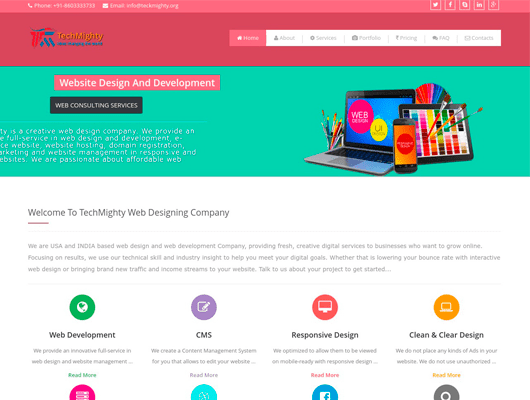 Phone: +91-8603333733 Email: info@techmighty.org
TechMighty
Home About Services Portfolio Pricing FAQ Contacts
Website Design And Development
WEB CONSULTING SERVICES
ty is a creative web design company. We provide an
e full-service in web design and development, e-
ce website, website hosting, domain registration,
arketing and website management in responsive and
ebsites. We are passionate about affordable web
WEB
DESIGN
UI
Welcome To TechMighty Web Designing Company
We are USA and INDIA based web design and web development Company, providing fresh, creative digital services to businesses who want to grow online.
Focusing on results, we use our technical skill and industry insight to help you meet your digital goals. Whether that is lowering your bounce rate with interactive
web design or bringing brand new traffic and income streams to your website. Talk to us about your project to get started...
Web Development
We provide an innovative full-service in
web design and website management ...
Read More
CMS
We create a Content Management System
for you that allows to edit your website ...
Read More
Responsive Design
We optimized to allow them to be viewed
on mobile-ready with responsive design ...
Read More
Clean & Clear Design
We do not place any kinds of Ads in your
website. We do not use unauthorized ...
Read More